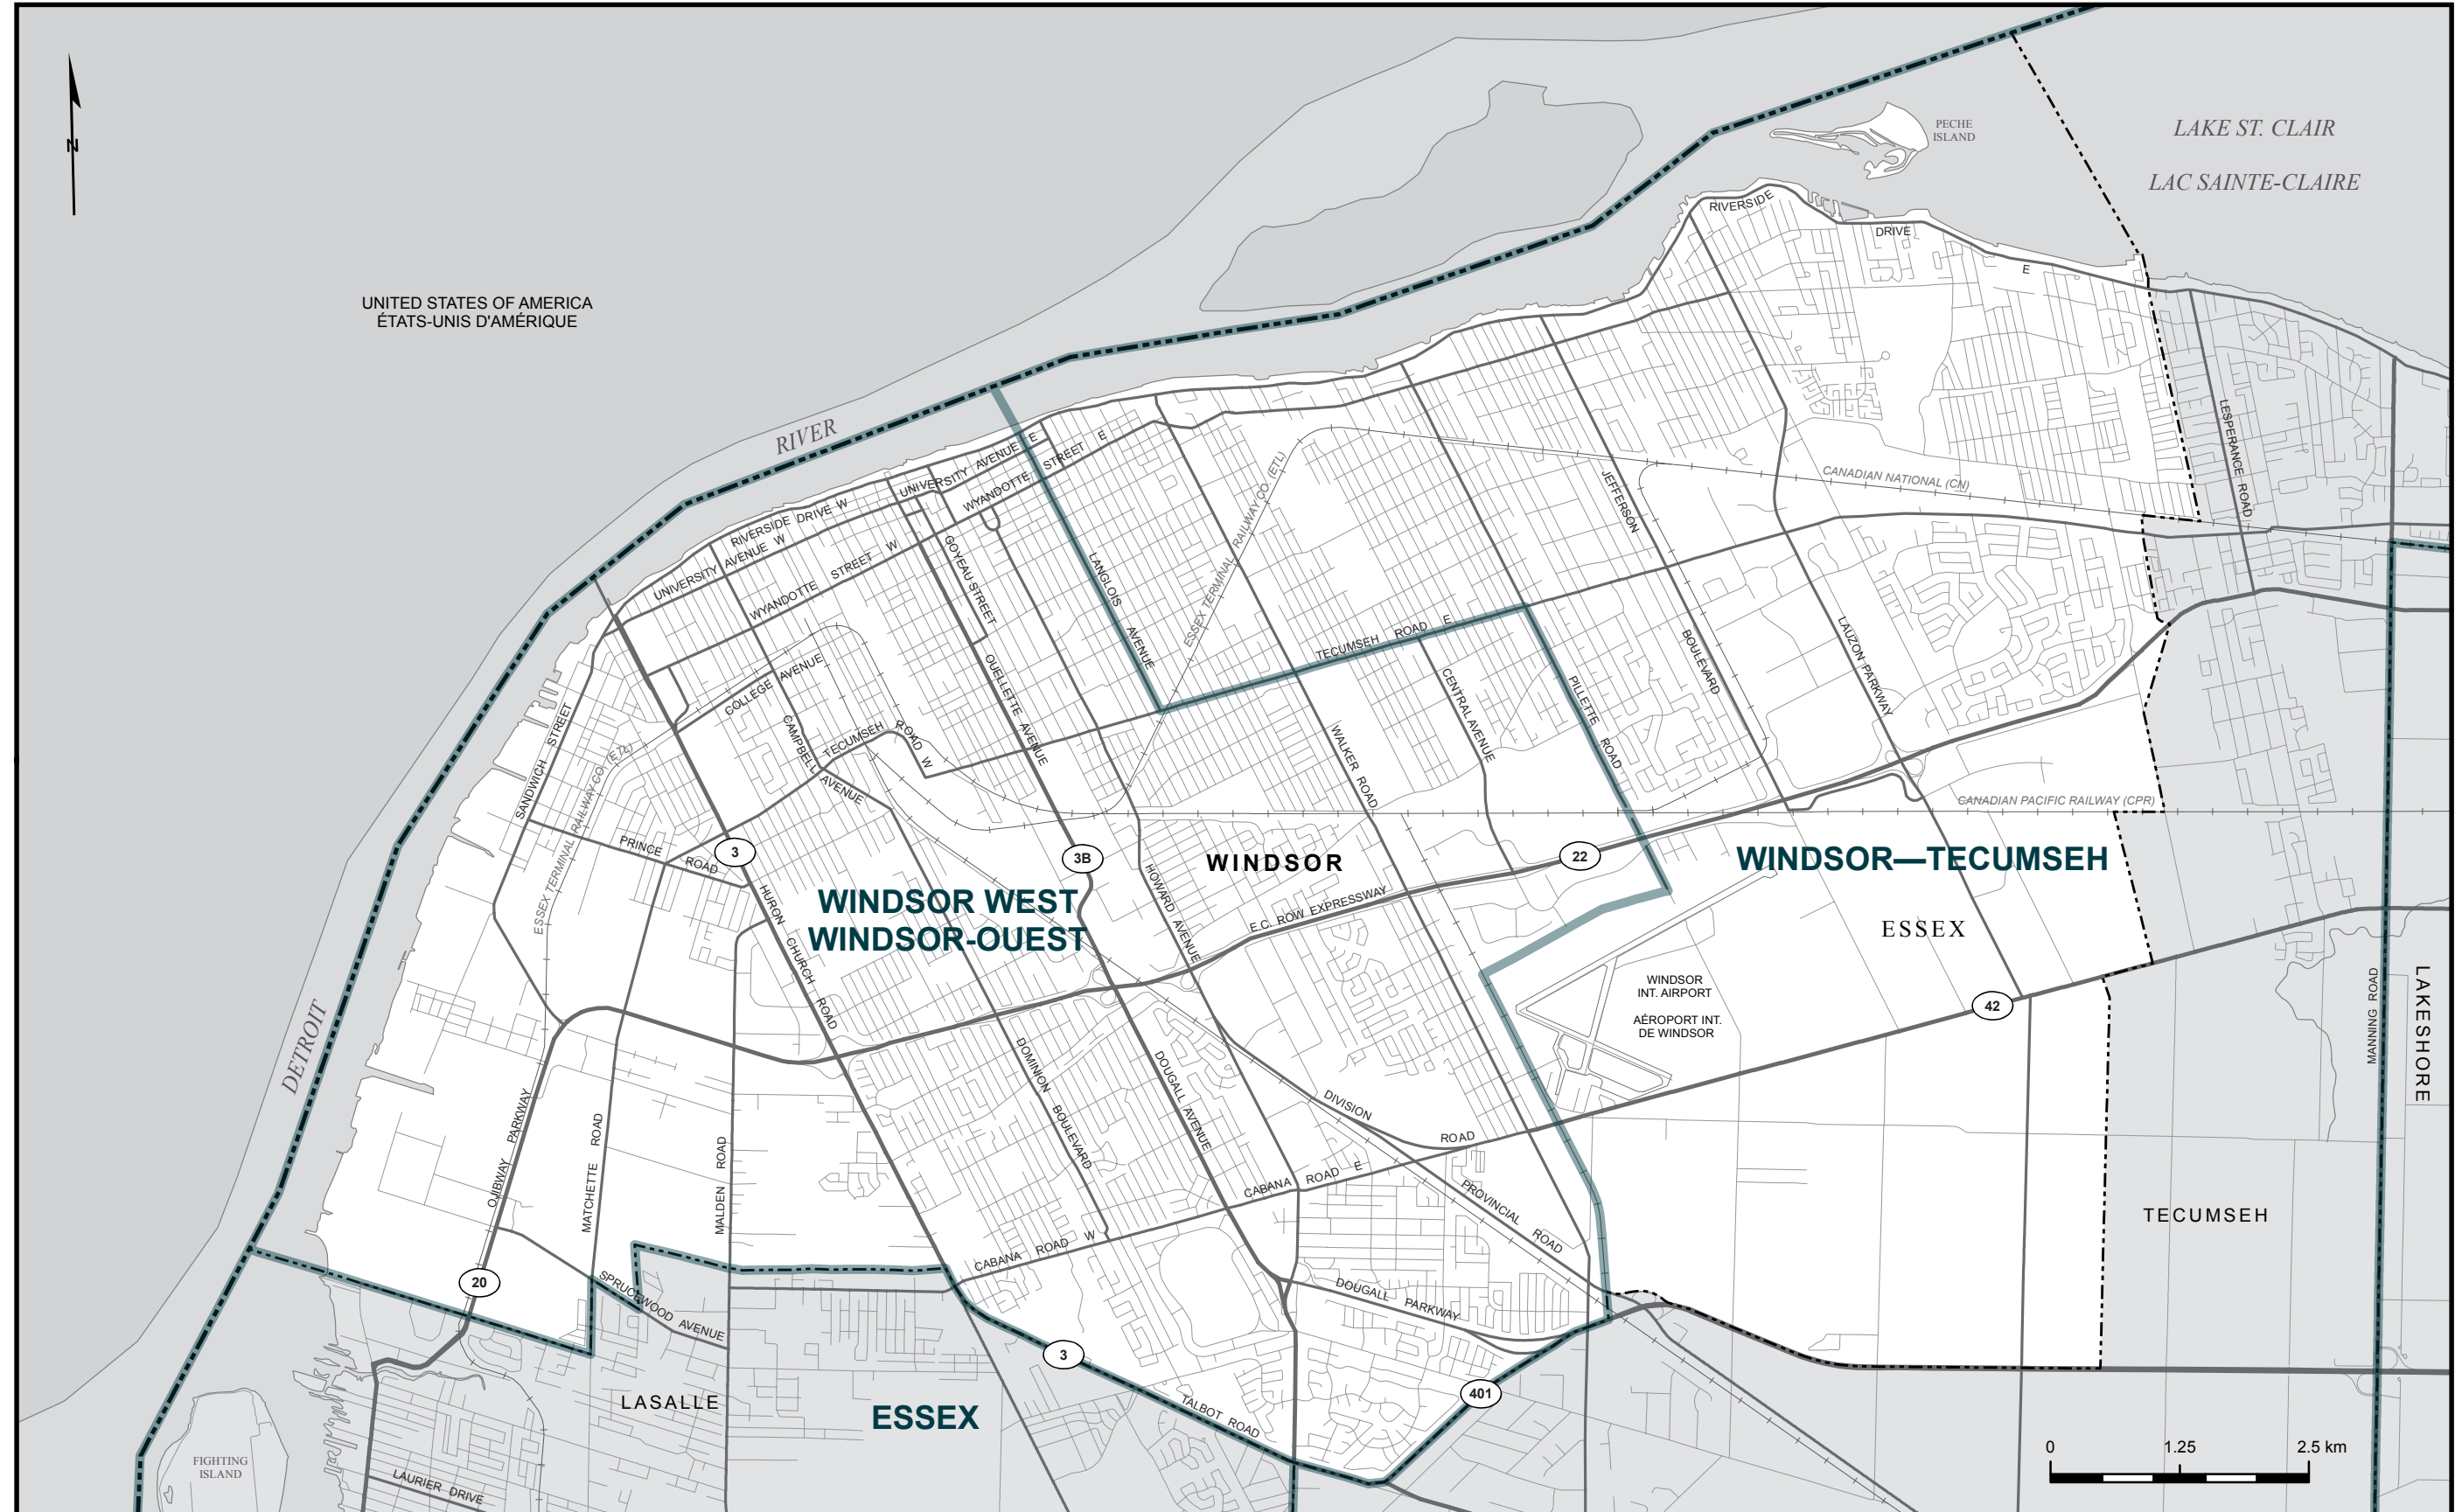 N
UNITED STATES OF AMERICA
ÉTATS-UNIS D'AMÉRIQUE
PECHE
ISLAND
LAKE ST. CLAIR
LAC SAINTE-CLAIRE
RIVERSIDE
DRIVE
E
RIVER
UNIVERSITY AVENUE E
WYANDOTTE STREET E
RIVERSIDE DRIVE W
UNIVERSITY AVENUE W
WYANDOTTE STREET W
GOYEAU STREET
LANGLOIS
AVENUE
ESSEX TERMINAL RAILWAY CO. (ETL)
CANADIAN NATIONAL (CN)
JEFFERSON
BOULEVARD
LESPERANCE ROAD
LAUZON PARKWAY
TECUMSEH ROAD E
COLLEGE AVENUE
CAMPBELL AVENUE
TECUMSEH ROAD W
OUELLETTE AVENUE
CENTRAL AVENUE
PILLETTE ROAD
WALKER ROAD
SANDWICH STREET
ESSEX TERMINAL RAILWAY CO. (ETL)
PRINCE ROAD
3
3B
22
CANADIAN PACIFIC RAILWAY (CPR)
WINDSOR
WINDSOR—TECUMSEH
WINDSOR WEST
WINDSOR-OUEST
HURON CHURCH ROAD
HOWARD AVENUE
E.C. ROW EXPRESSWAY
ESSEX
WINDSOR
INT. AIRPORT
AÉROPORT INT.
DE WINDSOR
42
MANNING ROAD
LAKESHORE
DETROIT
OJIBWAY PARKWAY
MATCHETTE ROAD
MALDEN ROAD
DOMINION BOULEVARD
DOUGALL AVENUE
DIVISION
ROAD
CABANA ROAD E
PROVINCIAL ROAD
CABANA ROAD W
TECUMSEH
20
SPRUCEWOOD AVENUE
DOUGALL PARKWAY
3
401
LASALLE
ESSEX
TALBOT ROAD
FIGHTING
ISLAND
LAURIER DRIVE
0 1.25 2.5 km